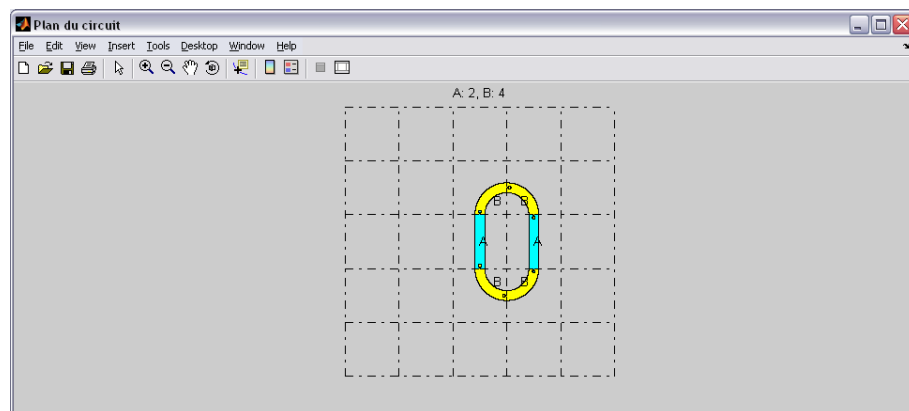 Plan du circuit
File Edit View Insert Tools Desktop Window Help
A: 2, B: 4
B B
A A
B B